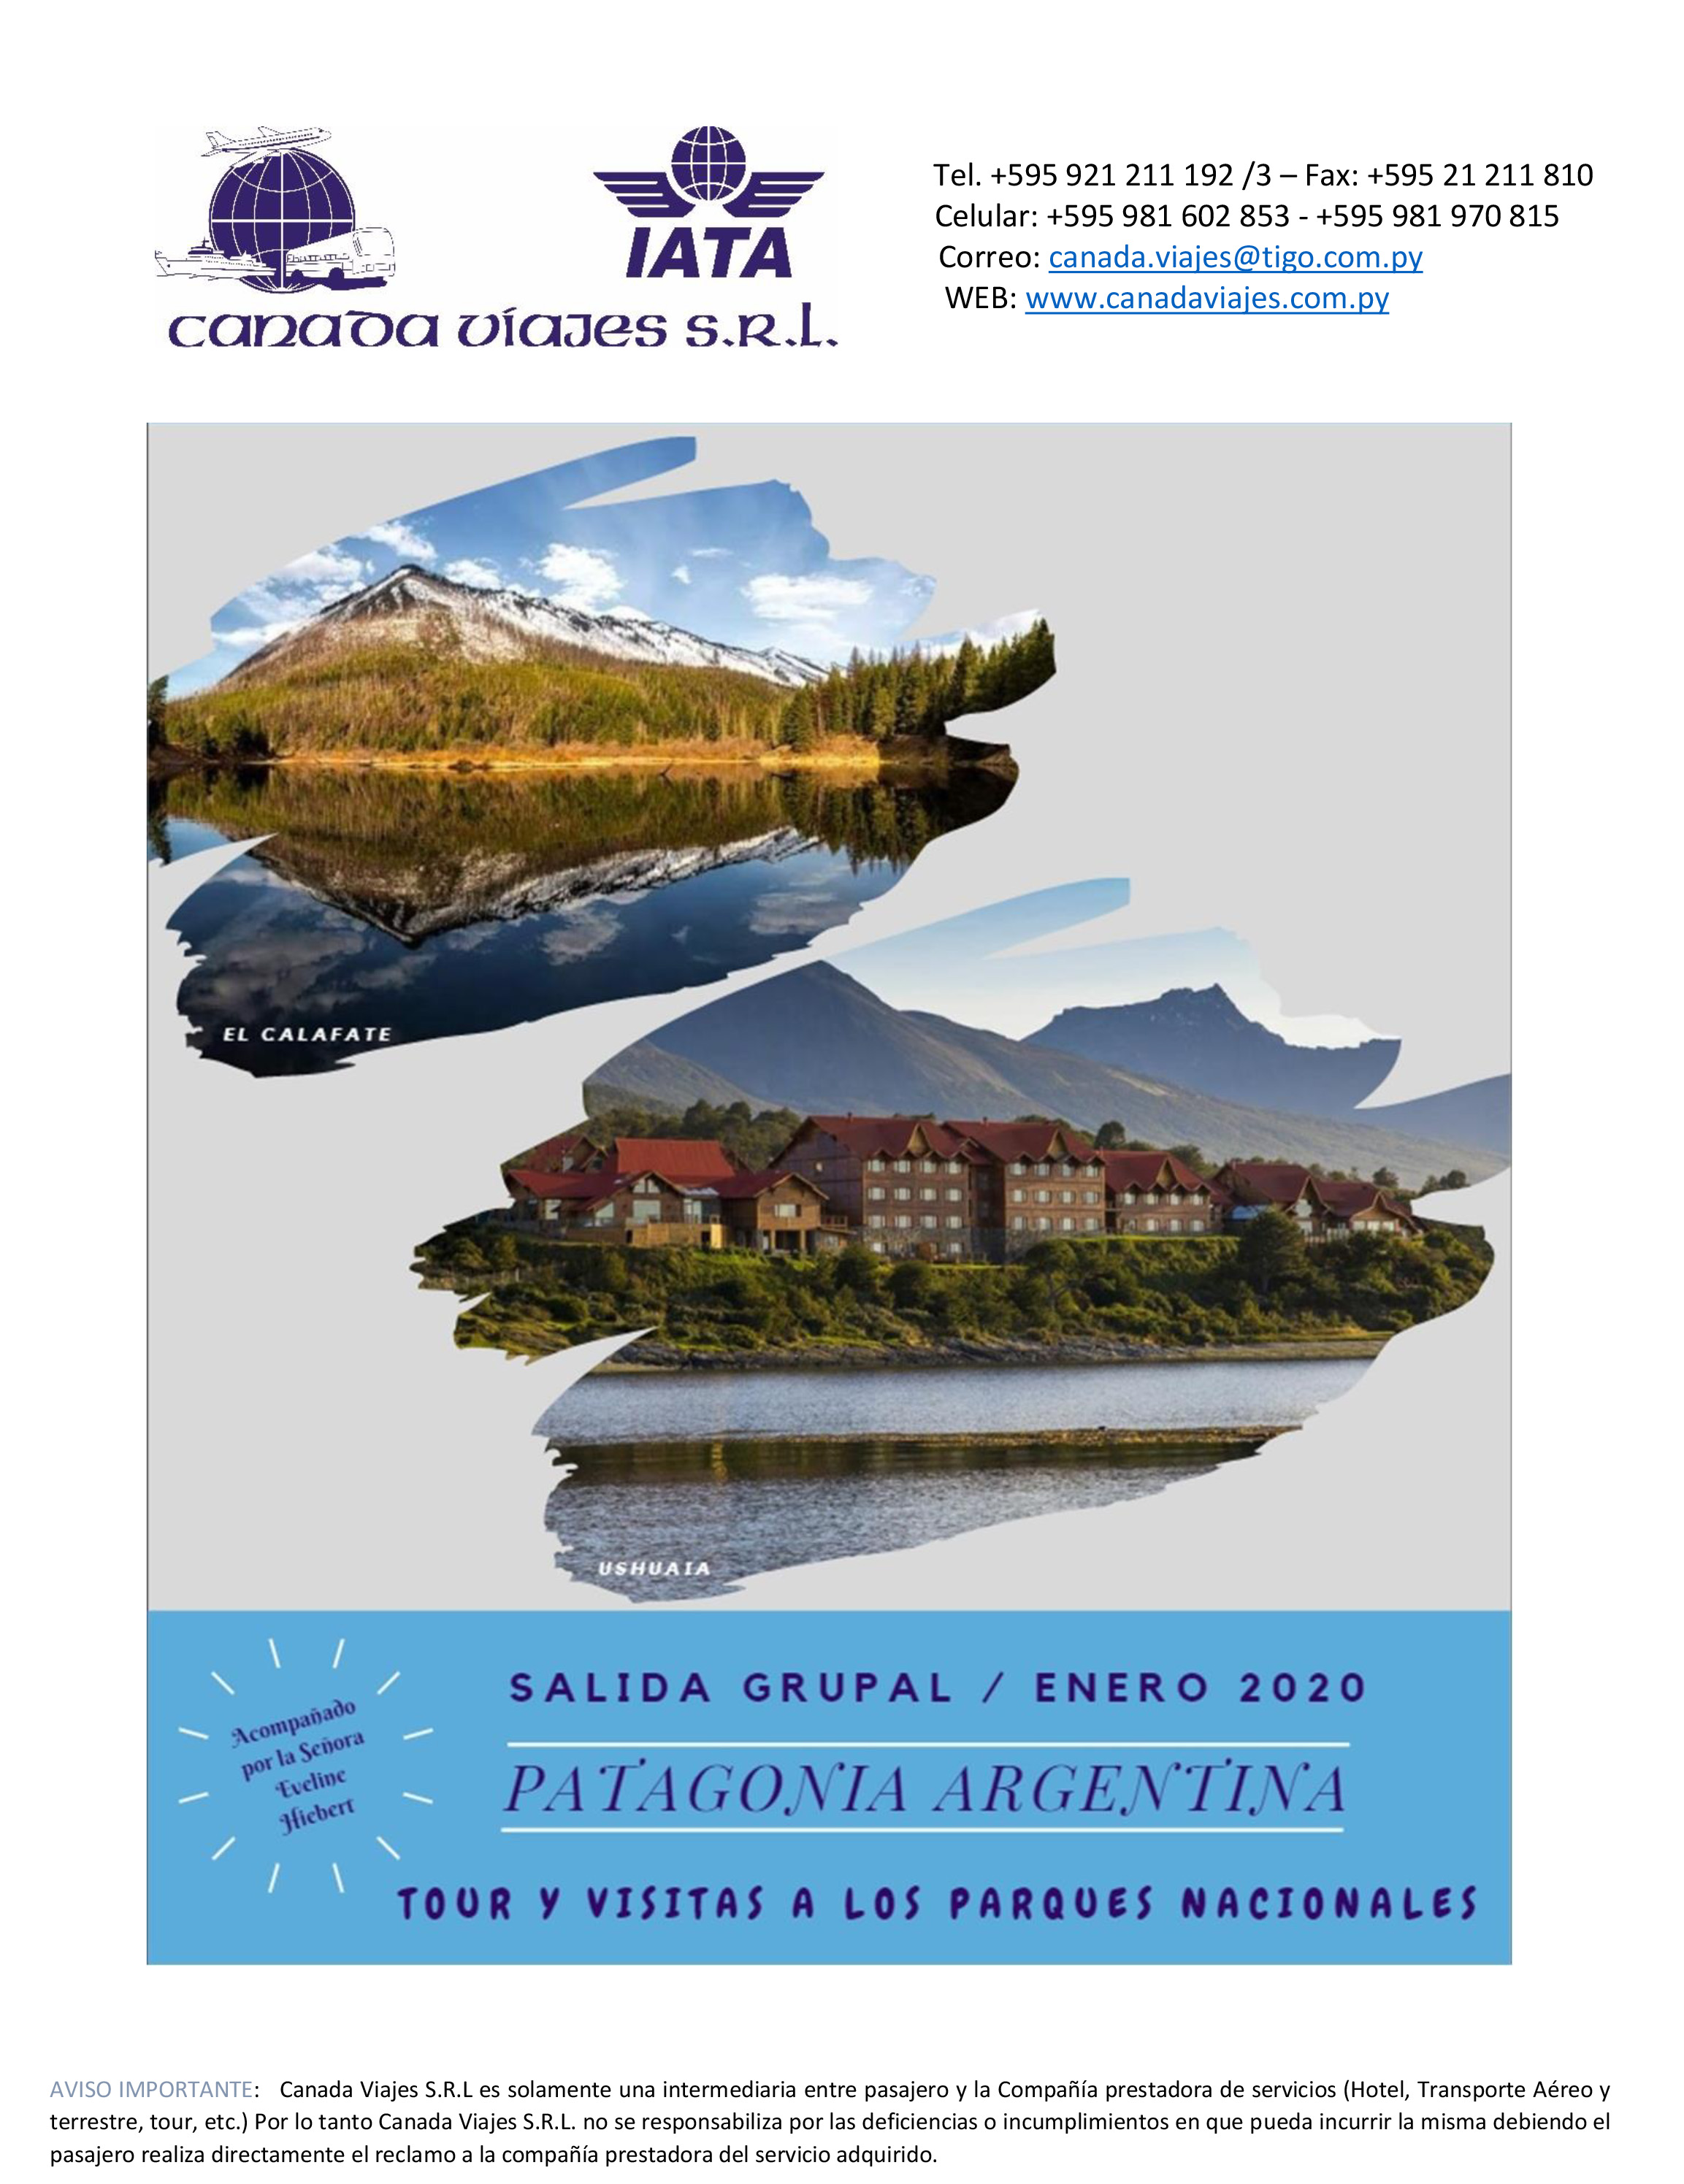 IATA
canada viajes s.r.l.
Tel. +595 921 211 192 /3 – Fax: +595 21 211 810
Celular: +595 981 602 853 - +595 981 970 815
Correo: canada.viajes@tigo.com.py
WEB: www.canadaviajes.com.py
EL CALAFATE
USHUAIA
Acompañado
por la Señora
Eveline
Hiebert
SALIDA GRUPAL / ENERO 2020
PATAGONIA ARGENTINA
TOUR Y VISITAS A LOS PARQUES NACIONALES
AVISO IMPORTANTE: Canada Viajes S.R.L es solamente una intermediaria entre pasajero y la Compañía prestadora de servicios (Hotel, Transporte Aéreo y
terrestre, tour, etc.) Por lo tanto Canada Viajes S.R.L. no se responsabiliza por las deficiencias o incumplimientos en que pueda incurrir la misma debiendo el
pasajero realiza directamente el reclamo a la compañía prestadora del servicio adquirido.